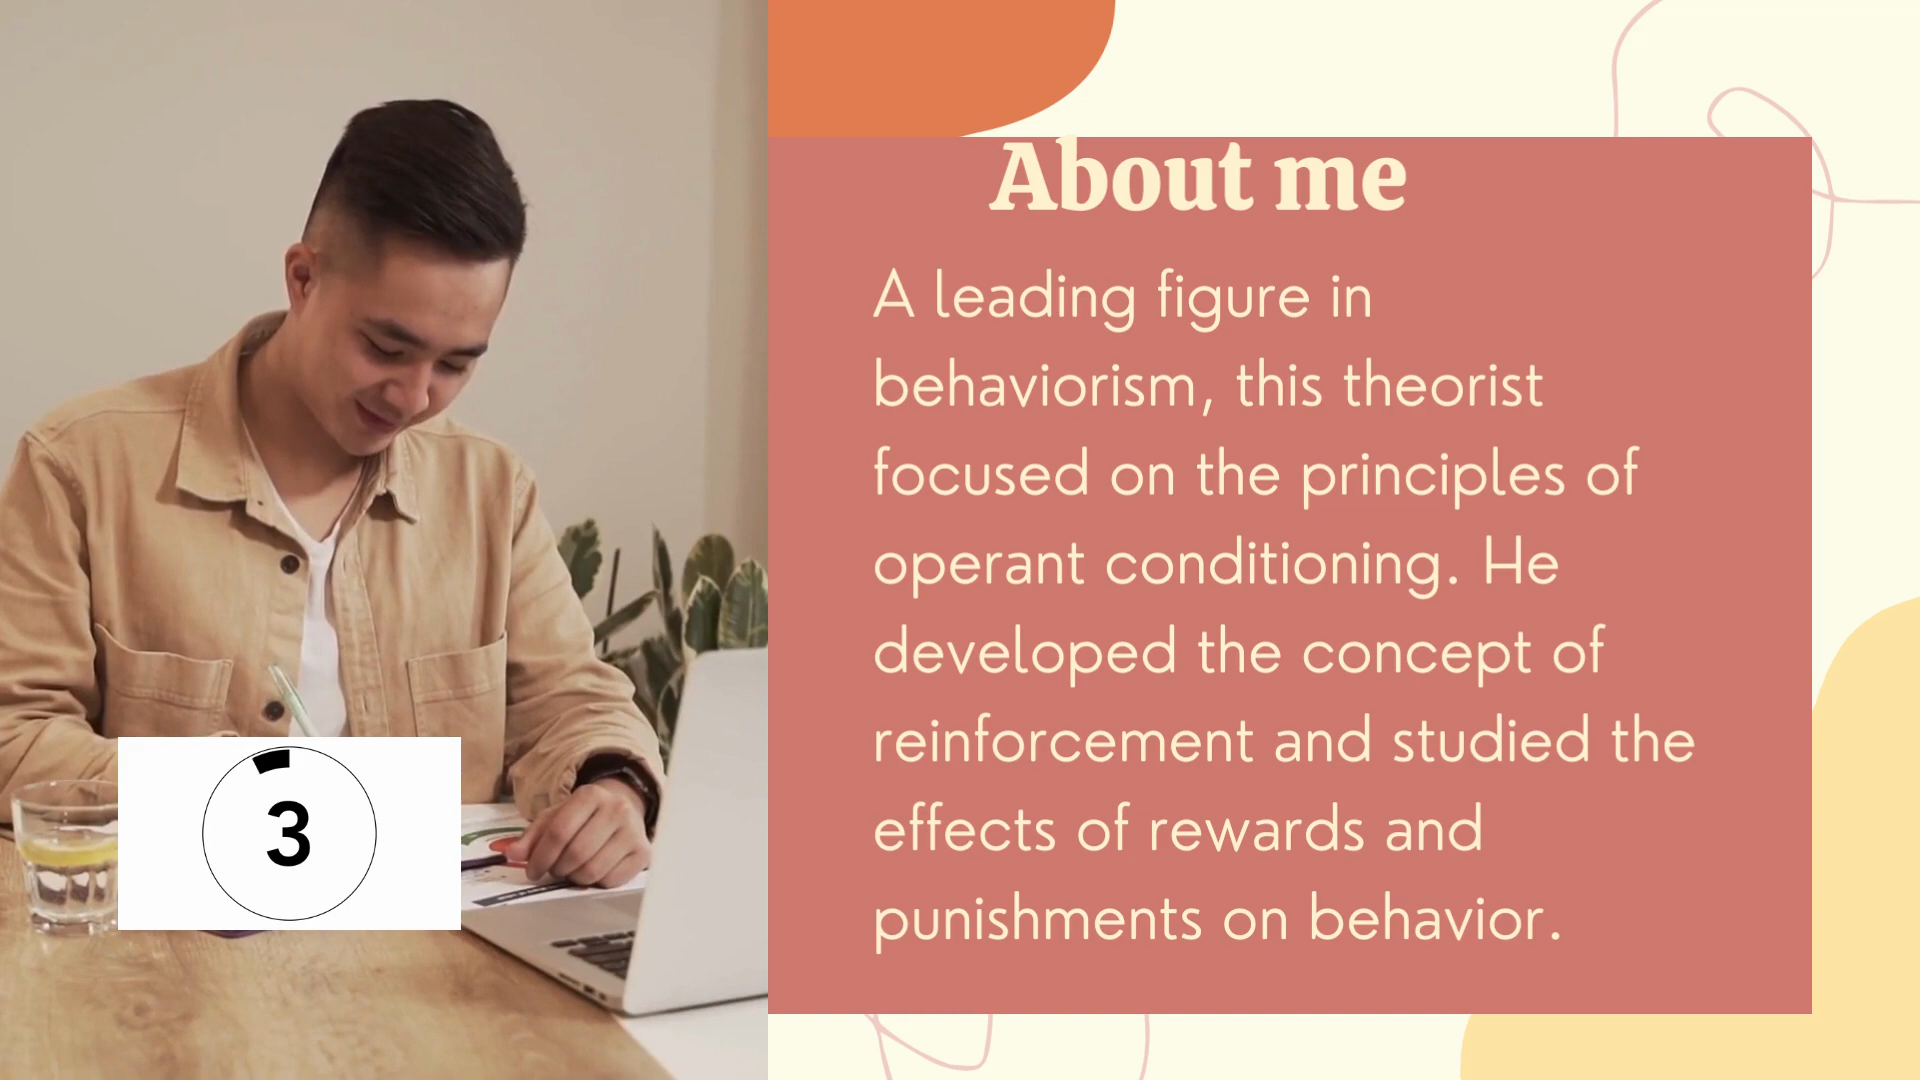 About me
A leading figure in
behaviorism, this theorist
focused on the principles of
operant conditioning. He
developed the concept of
reinforcement and studied the
effects of rewards and
punishments on behavior.
3